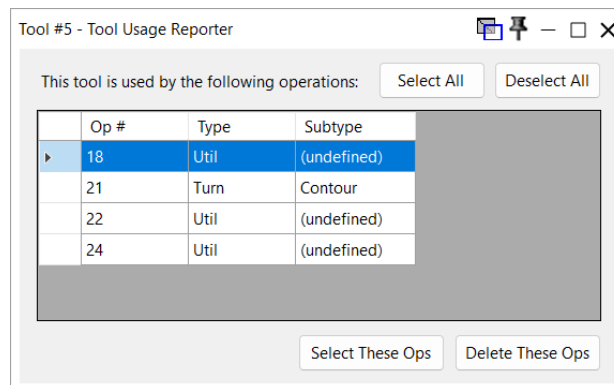 Tool #5 - Tool Usage Reporter
This tool is used by the following operations: Select All Deselect All
Op # Type Subtype
18 Util (undefined)
21 Turn Contour
22 Util (undefined)
24 Util (undefined)
Select These Ops Delete These Ops